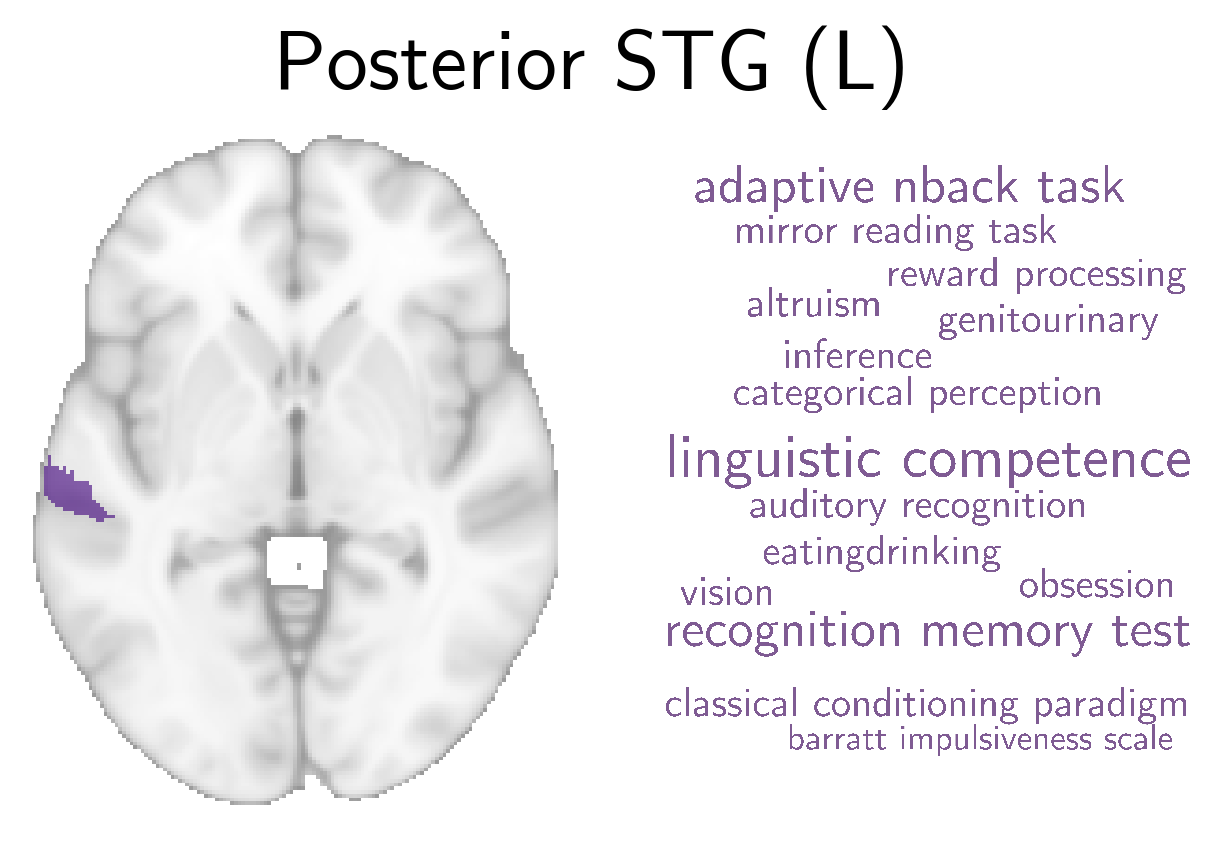 Posterior STG (L)
adaptive nback task
mirror reading task
reward processing
altruism
genitourinary
inference
categorical perception
linguistic competence
auditory recognition
eatingdrinking
vision
obsession
recognition memory test
classical conditioning paradigm
barratt impulsiveness scale